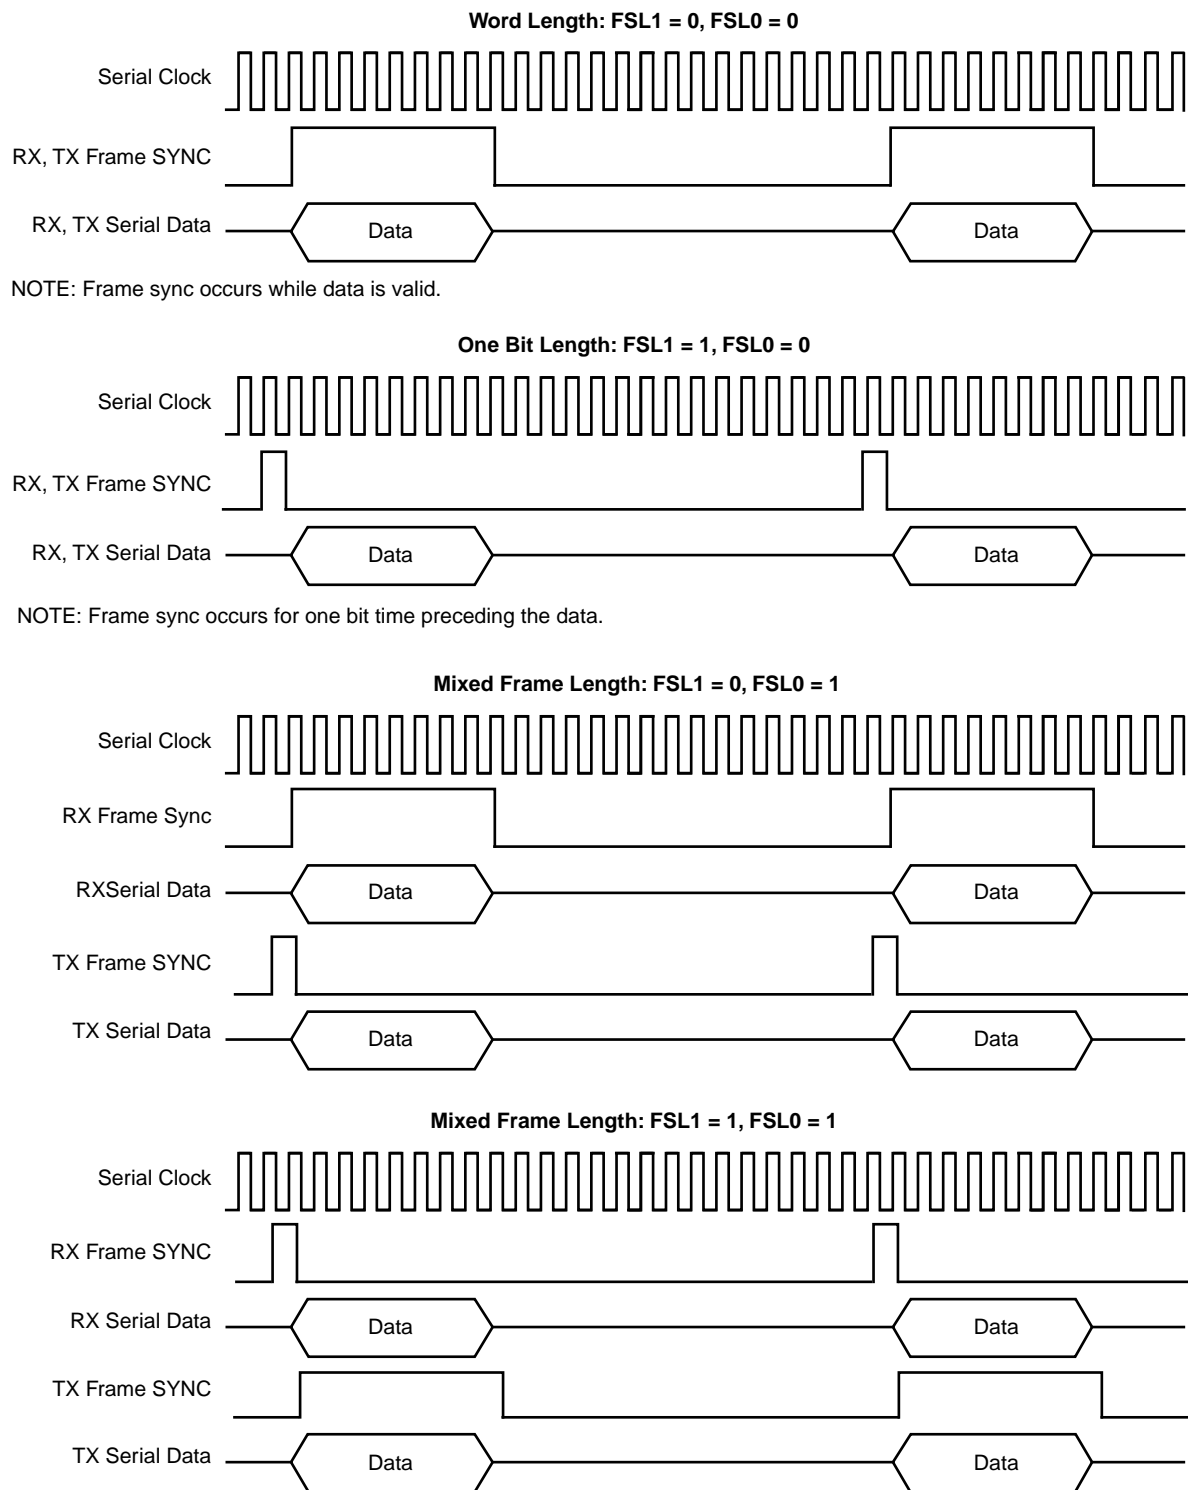 Word Length: FSL1 = 0, FSL0 = 0
Serial Clock
RX, TX Frame SYNC
RX, TX Serial Data
Data
Data
NOTE: Frame sync occurs while data is valid.
One Bit Length: FSL1 = 1, FSL0 = 0
Serial Clock
RX, TX Frame SYNC
RX, TX Serial Data
Data
Data
NOTE: Frame sync occurs for one bit time preceding the data.
Mixed Frame Length: FSL1 = 0, FSL0 = 1
Serial Clock
RX Frame Sync
RXSerial Data
Data
Data
TX Frame SYNC
TX Serial Data
Data
Data
Mixed Frame Length: FSL1 = 1, FSL0 = 1
Serial Clock
RX Frame SYNC
RX Serial Data
Data
Data
TX Frame SYNC
TX Serial Data
Data
Data